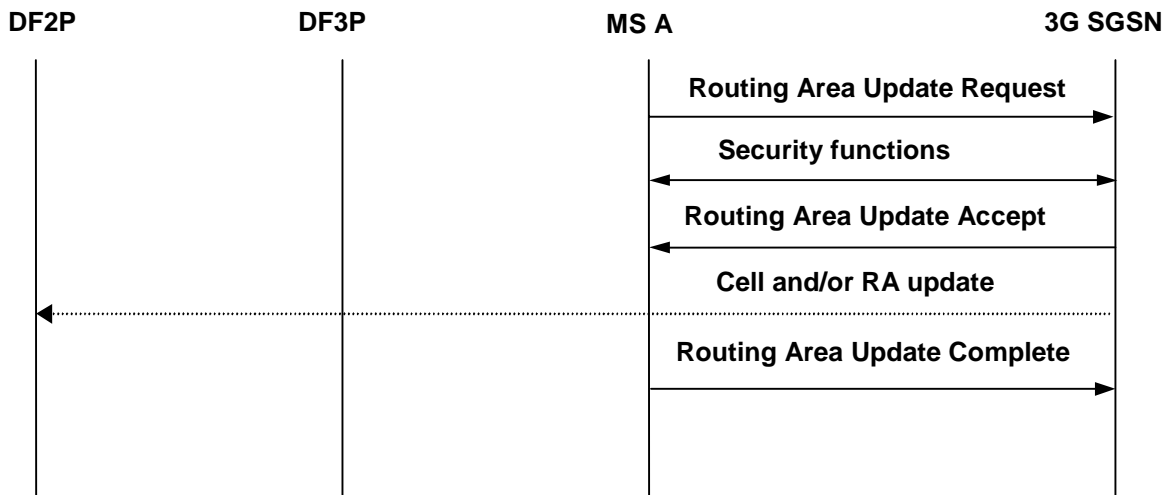 DF2P DF3P MS A 3G SGSN
Routing Area Update Request
Security functions
Routing Area Update Accept
Cell and/or RA update
Routing Area Update Complete